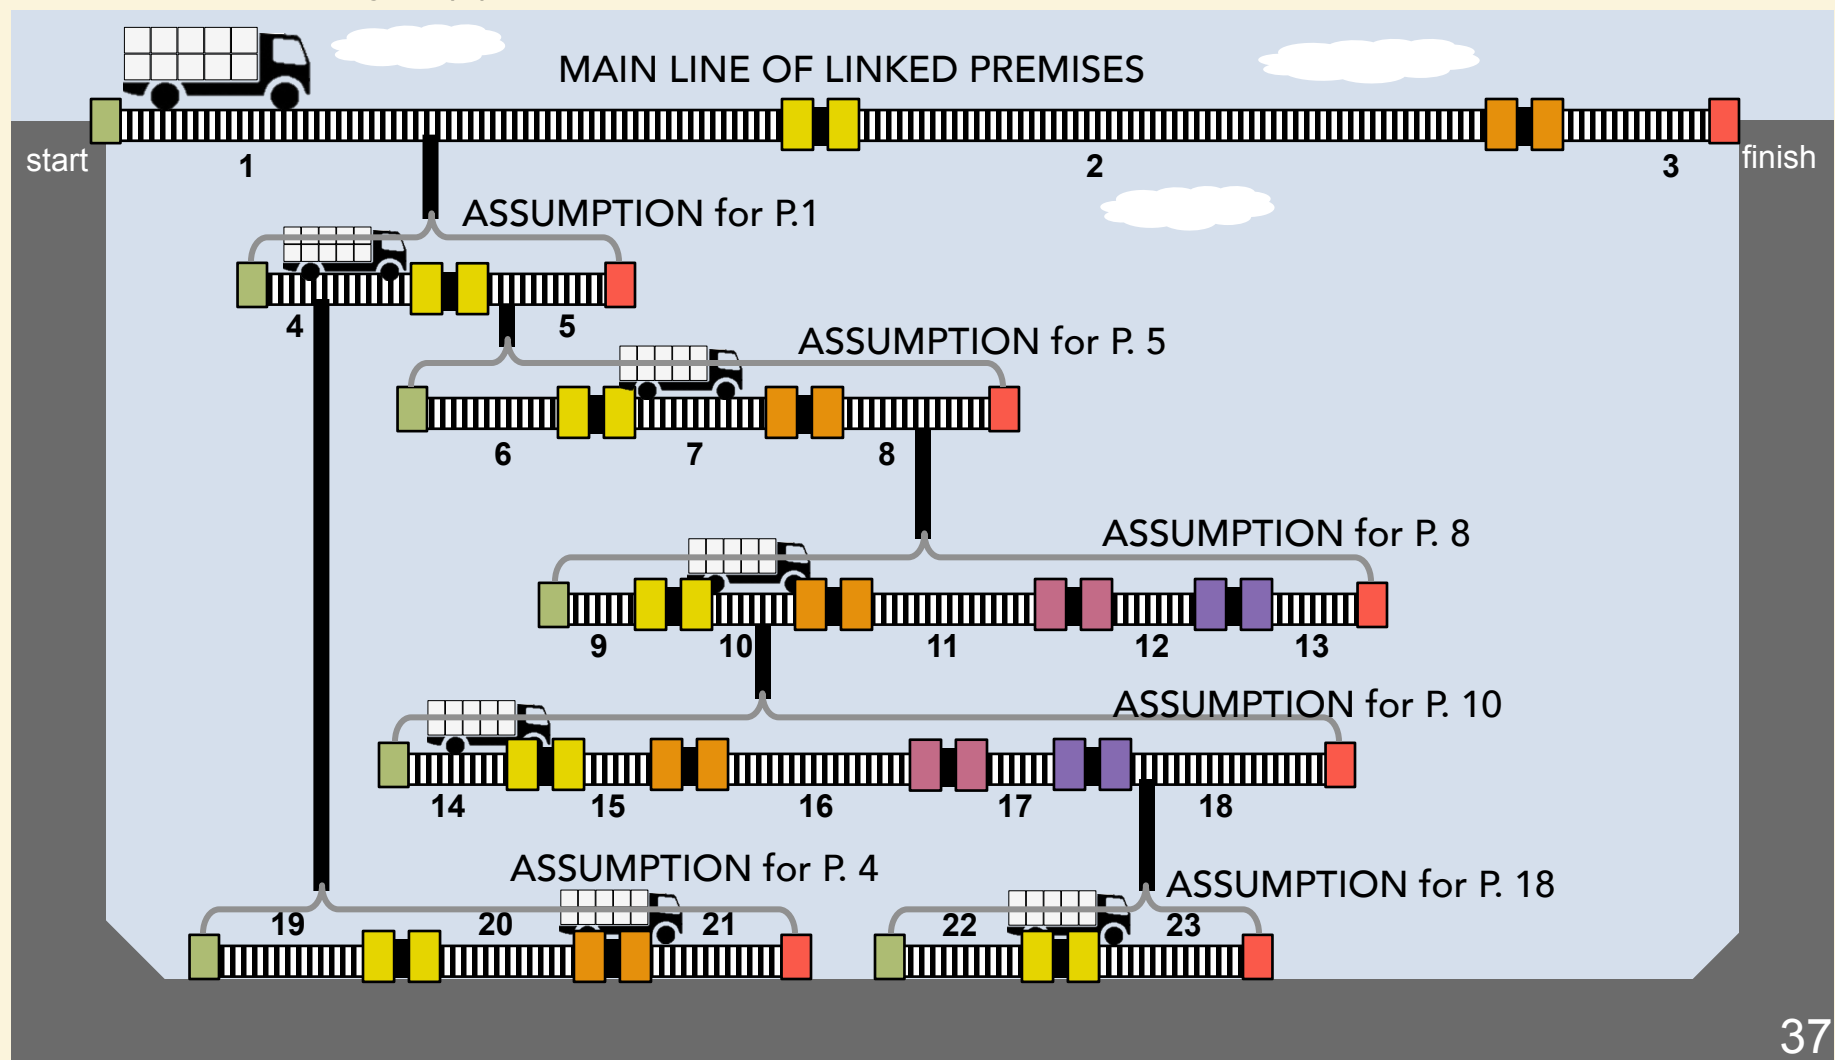 MAIN LINE OF LINKED PREMISES
start
1
2
3
finish
ASSUMPTION for P.1
4
5
ASSUMPTION for P. 5
6
7
8
ASSUMPTION for P. 8
9
10
11
12
13
ASSUMPTION for P. 10
14
15
16
17
18
ASSUMPTION for P. 4
19
20
21
ASSUMPTION for P. 18
22
23
37